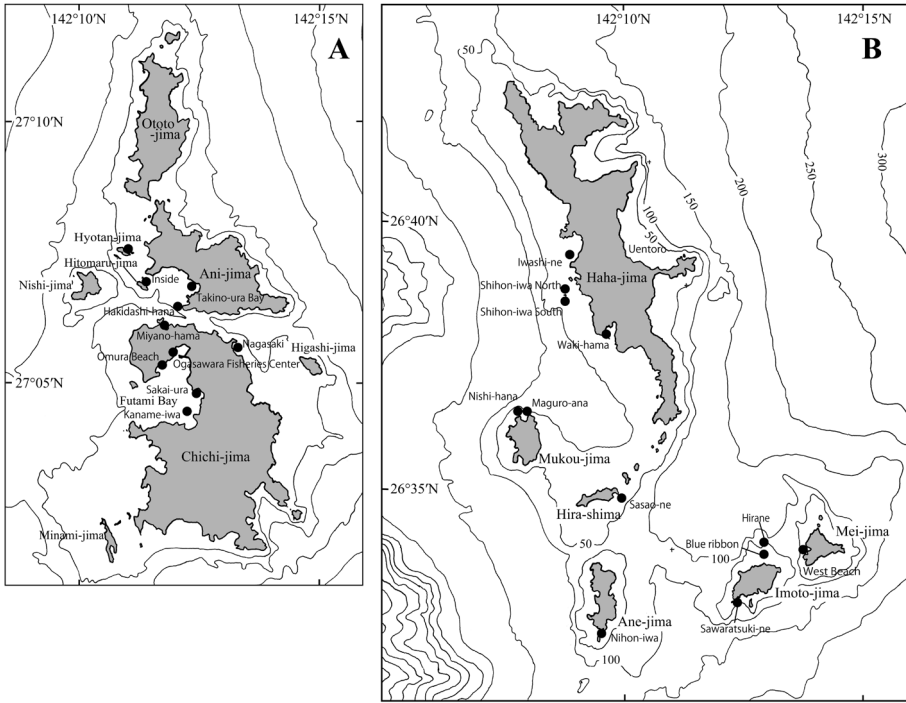 142°10'N
142°15'N
A
27°10'N
Ototo
-jima
Hyotan-jima
Hitomaru-jima
Nishi-jima
Inside
Ani-jima
Takino-ura Bay
Hakidashi-hana
Miyano-hama
Nagasaki
Higashi-jima
Omura Beach
Ogasawara Fisheries Center
27°05'N
Sakai-ura
Futami Bay
Kaname-iwa
Chichi-jima
Minami-jima
142°10'N
142°15'N
B
50
300
250
200
150
100
50
26°40'N
Uentoro
Iwashi-ne
Haha-jima
Shihon-iwa North
Shihon-iwa South
Waki-hama
Nishi-hana
Maguro-ana
Mukou-jima
26°35'N
Sasao-ne
Hira-shima
50
Hirane
Mei-jima
Blue ribbon
100
West Beach
Imoto-jima
Ane-jima
Sawaratsuki-ne
Nihon-iwa
100